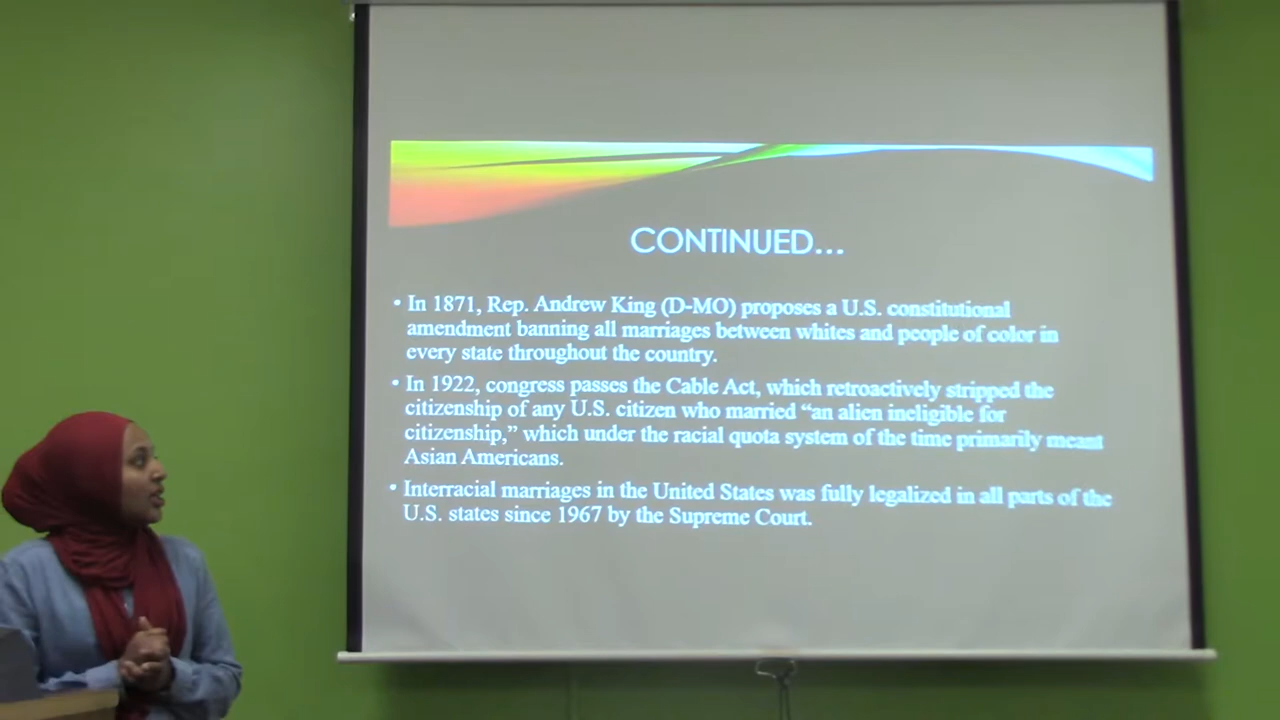 CONTINUED...
• In 1871, Rep. Andrew King (D-MO) proposes a U.S. constitutional
amendment banning all marriages between whites and people of color in
every state throughout the country.
• In 1922, congress passes the Cable Act, which retroactively stripped the
citizenship of any U.S. citizen who married “an alien ineligible for
citizenship,” which under the racial quota system of the time primarily meant
Asian Americans.
• Interracial marriages in the United States was fully legalized in all parts of the
U.S. states since 1967 by the Supreme Court.